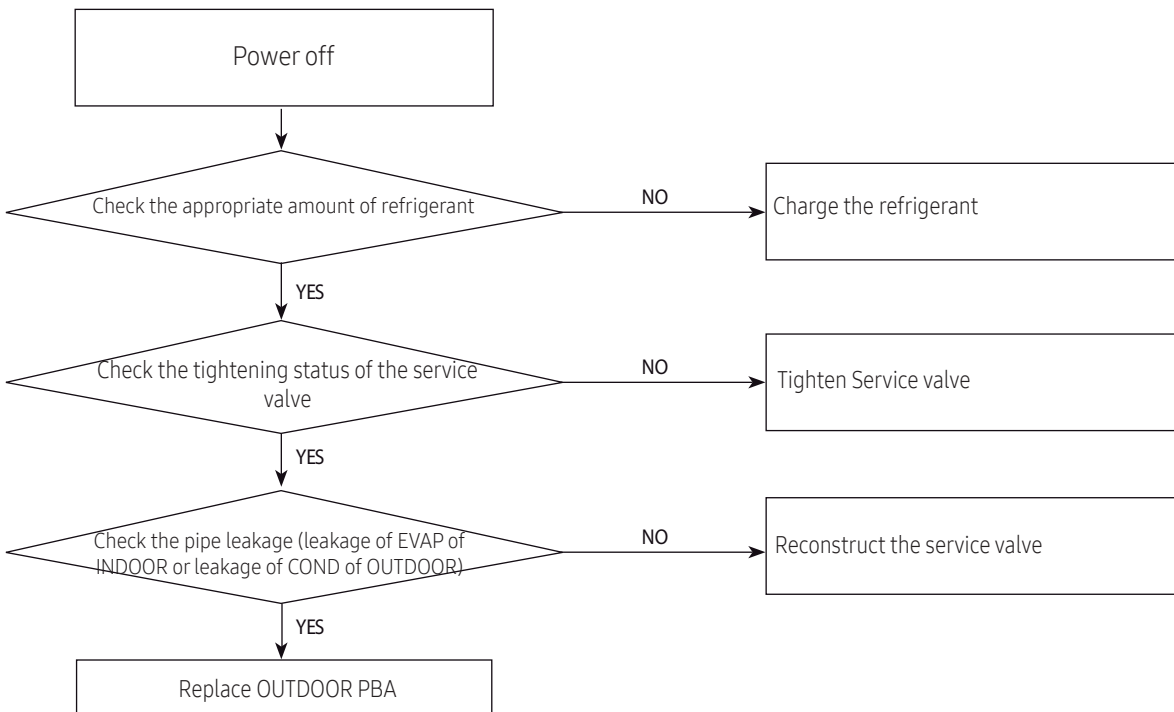 Power off
Check the appropriate amount of refrigerant
NO
Charge the refrigerant
YES
Check the tightening status of the service
valve
NO
Tighten Service valve
YES
Check the pipe leakage (leakage of EVAP of
INDOOR or leakage of COND of OUTDOOR)
NO
Reconstruct the service valve
YES
Replace OUTDOOR PBA